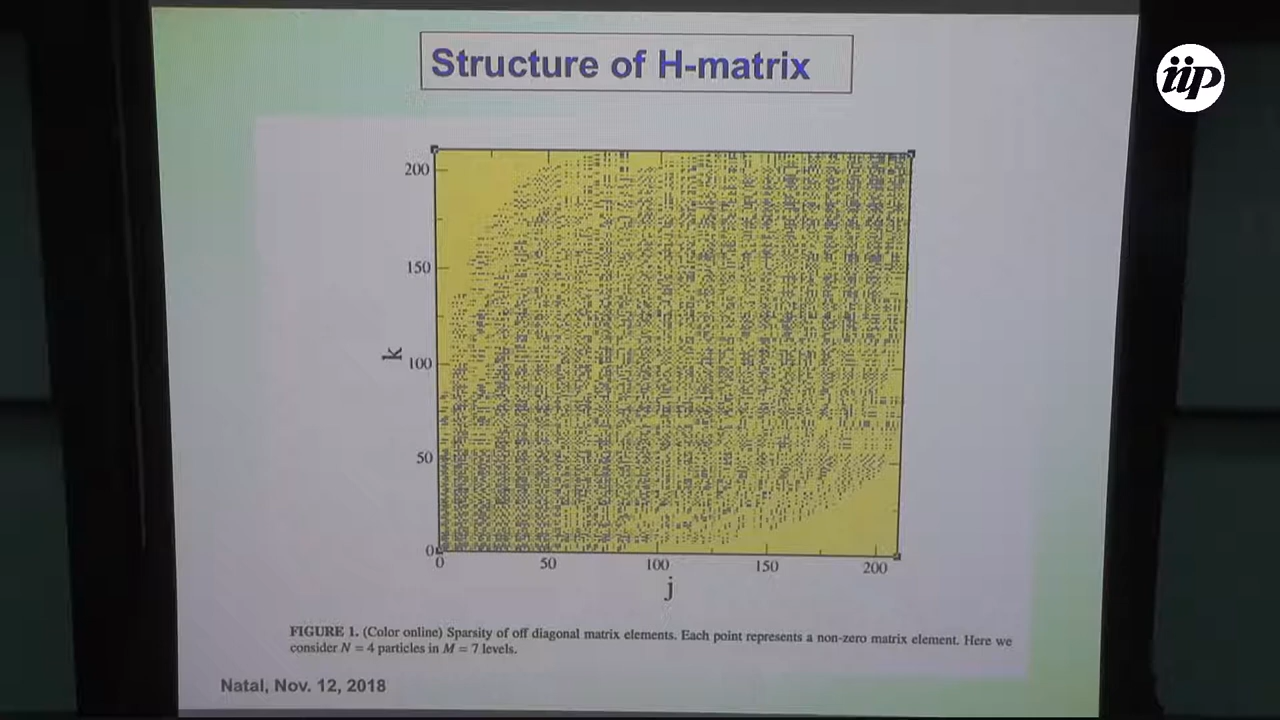 Structure of H-matrix
iip
200
150
k
100
50
0
0 50 100 150 200
j
FIGURE 1. (Color online) Sparsity of off diagonal matrix elements. Each point represents a non-zero matrix element. Here we
consider N = 4 particles in M = 7 levels.
Natal, Nov. 12, 2018